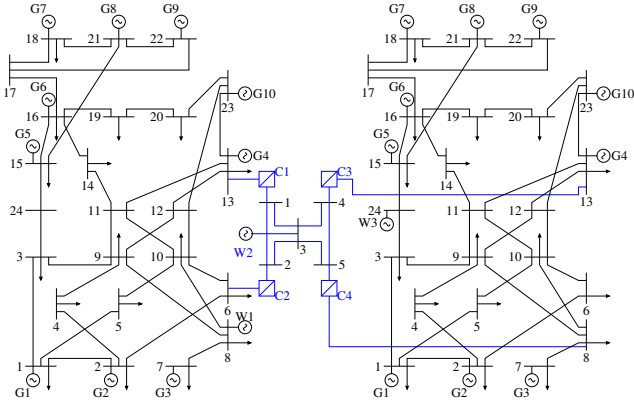 G7 G8 G9 G7 G8 G9
18 21 22 18 21 22
17 G6 23 G10 17 G6 23 G10
16 19 20 16 19 20
G5 G4 G5 G4
15 14 C1 C3 15 14
13 13
24 11 12 1 4 24 11 12
W2 3 W3
3 9 10 2 5 3 9 10
C2 C4
4 5 6 4 5 6
W1
1 2 7 8 1 2 7 8
G1 G2 G3 G1 G2 G3